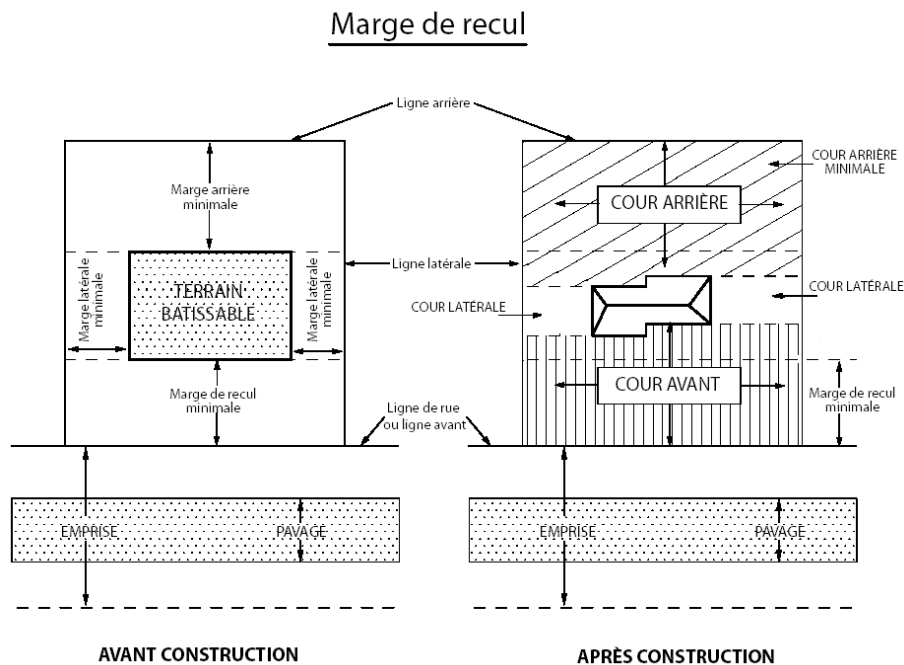 Marge de recul
Ligne arrière
Marge arrière
minimale
Marge latérale
minimale
TERRAIN
BATISSABLE
Marge latérale
minimale
Marge de recul
minimale
Ligne latérale
Ligne de rue
ou ligne avant
EMPRISE
PAVAGE
AVANT CONSTRUCTION
COUR ARRIÈRE
MINIMALE
COUR ARRIÈRE
COUR LATÉRALE
COUR LATÉRALE
COUR AVANT
Marge de recul
minimale
EMPRISE
PAVAGE
APRÈS CONSTRUCTION